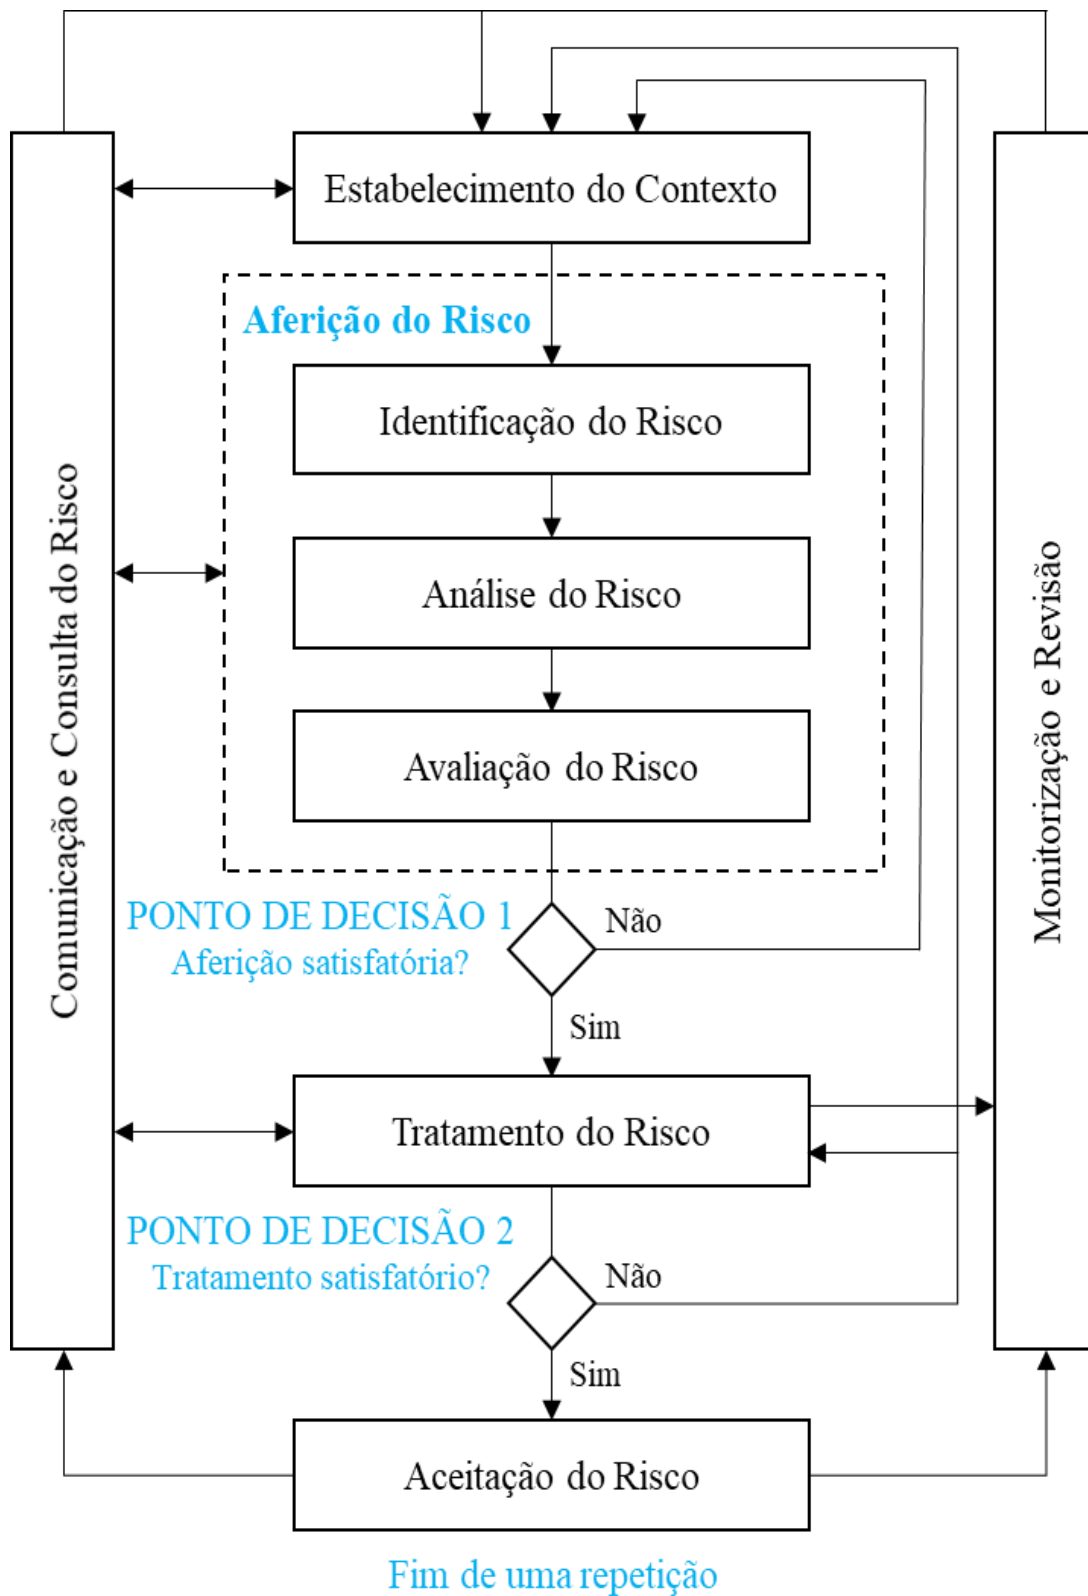 Estabelecimento do Contexto
Aferição do Risco
Identificação do Risco
Análise do Risco
Avaliação do Risco
Comunicação e Consulta do Risco
Monitorização e Revisão
PONTO DE DECISÃO 1
Aferição satisfatória?
Não
Sim
Tratamento do Risco
PONTO DE DECISÃO 2
Tratamento satisfatório?
Não
Sim
Aceitação do Risco
Fim de uma repetição